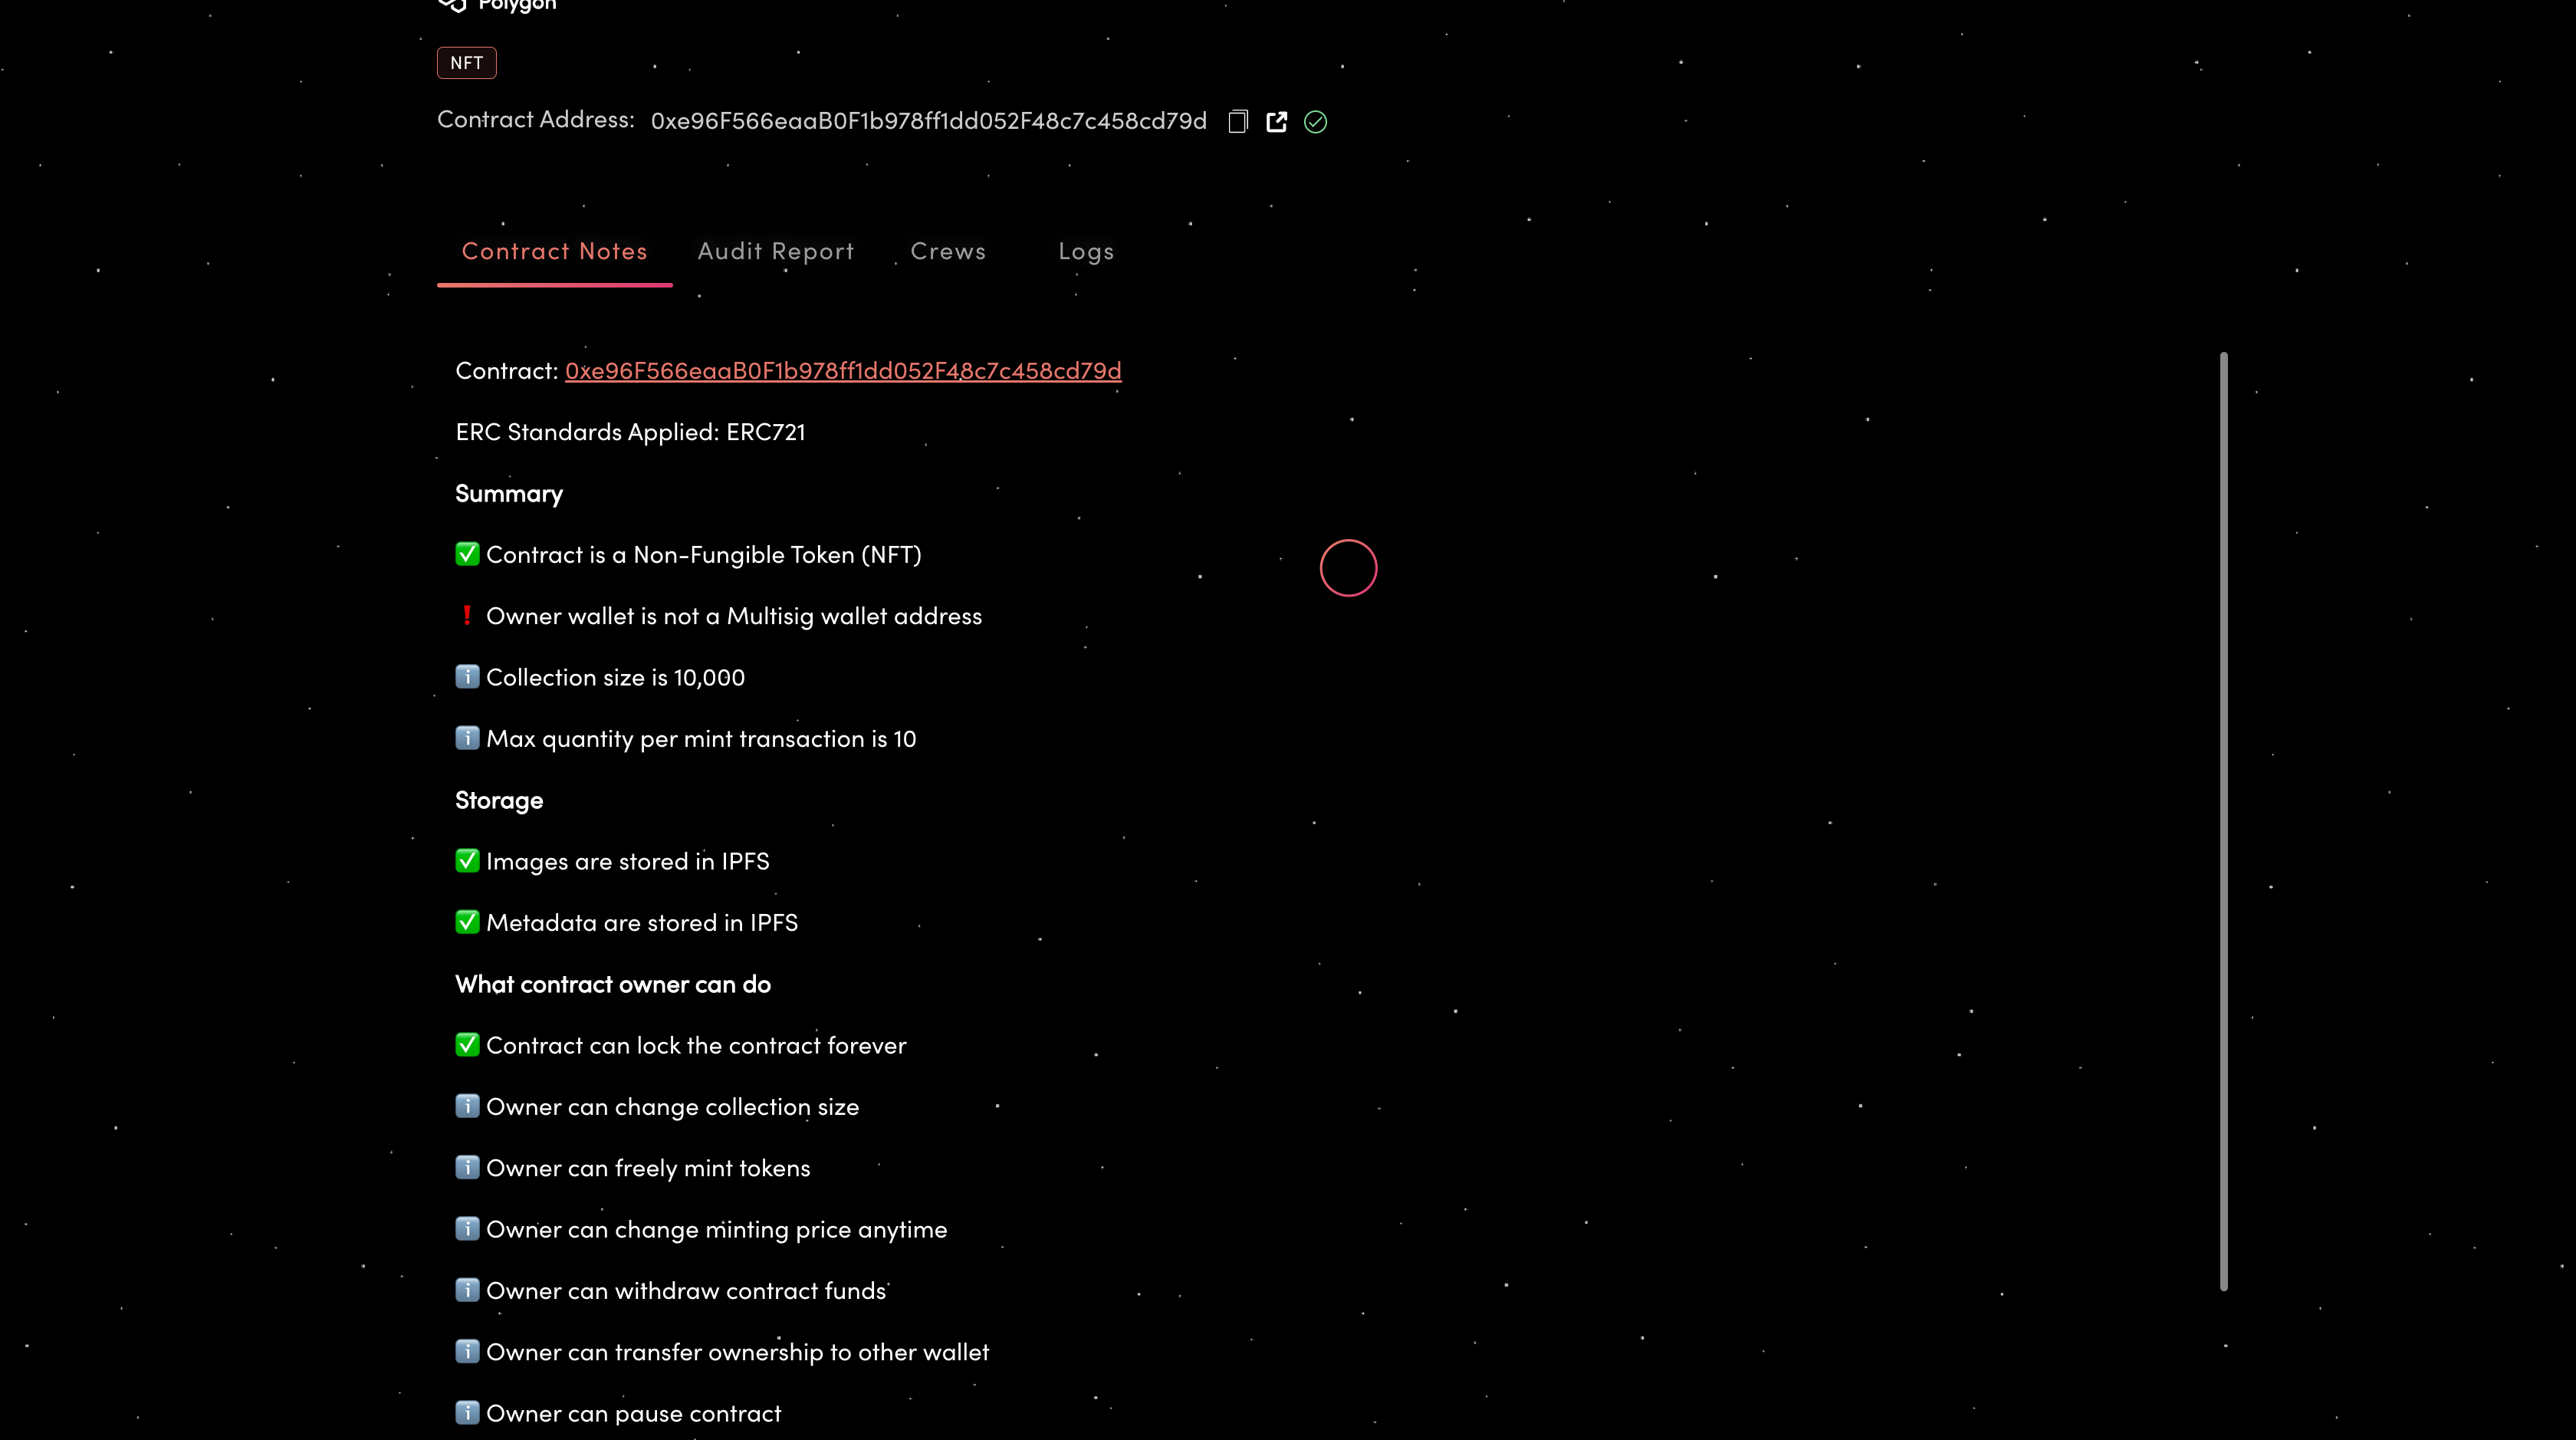 Polygon
NFT
Contract Address: 0xe96F566eaaB0F1b978ff1dd052F48c7c458cd79d
Contract Notes Audit Report Crews Logs
Contract: 0xe96F566eaaB0F1b978ff1dd052F48c7c458cd79d
ERC Standards Applied: ERC721
Summary
✅ Contract is a Non-Fungible Token (NFT)
❗ Owner wallet is not a Multisig wallet address
ℹ️ Collection size is 10,000
ℹ️ Max quantity per mint transaction is 10
Storage
✅ Images are stored in IPFS
✅ Metadata are stored in IPFS
What contract owner can do
✅ Contract can lock the contract forever
ℹ️ Owner can change collection size
ℹ️ Owner can freely mint tokens
ℹ️ Owner can change minting price anytime
ℹ️ Owner can withdraw contract funds
ℹ️ Owner can transfer ownership to other wallet
ℹ️ Owner can pause contract